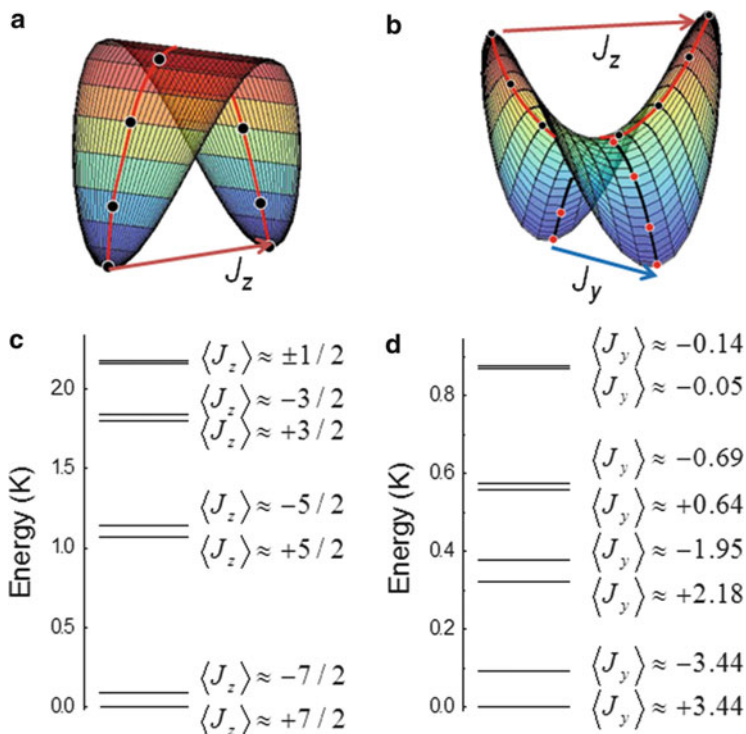 a
J_z
b
J_z
J_y
c
Energy (K)
2.0
1.5
1.0
0.5
0.0
⟨J_z⟩ ≈ ±1/2
⟨J_z⟩ ≈ −3/2
⟨J_z⟩ ≈ +3/2
⟨J_z⟩ ≈ −5/2
⟨J_z⟩ ≈ +5/2
⟨J_z⟩ ≈ −7/2
⟨J_z⟩ ≈ +7/2
d
Energy (K)
0.8
0.6
0.4
0.2
0.0
⟨J_y⟩ ≈ −0.14
⟨J_y⟩ ≈ −0.05
⟨J_y⟩ ≈ −0.69
⟨J_y⟩ ≈ +0.64
⟨J_y⟩ ≈ −1.95
⟨J_y⟩ ≈ +2.18
⟨J_y⟩ ≈ −3.44
⟨J_y⟩ ≈ +3.44